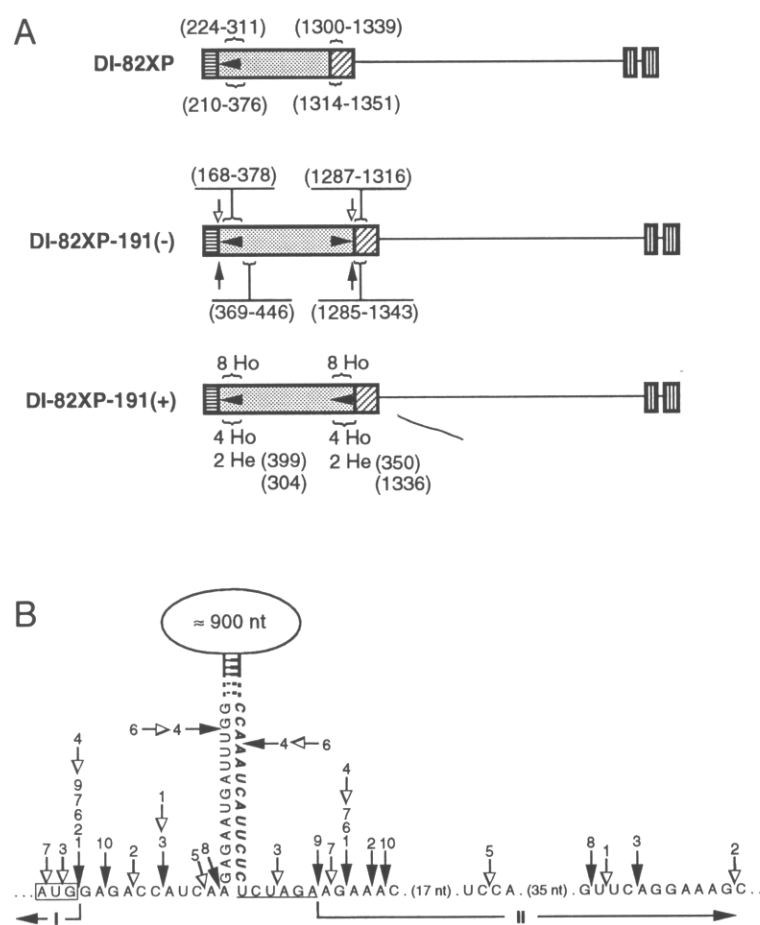 A
(224-311) (1300-1339)
DI-82XP
(210-376) (1314-1351)
(168-378) (1287-1316)
DI-82XP-191(-)
(369-446) (1285-1343)
8 Ho 8 Ho
DI-82XP-191(+)
4 Ho 4 Ho
2 He (399) 2 He (350)
(304) (1336)
B
≈ 900 nt
GAGAAUGAUUUGG
CCAAAUCAUUCUC
6 4 4 6
4
9
7
6
2
1
4
7
6
1
1
3
7 3 10 2 5 8 3 9 7 2 10 5 8 1 3 2
...AUGGAGACCAUCAA UCUAGAAGAAAC.(17 nt).UCCA.(35 nt).GUUCAGGAAAGC...
I II